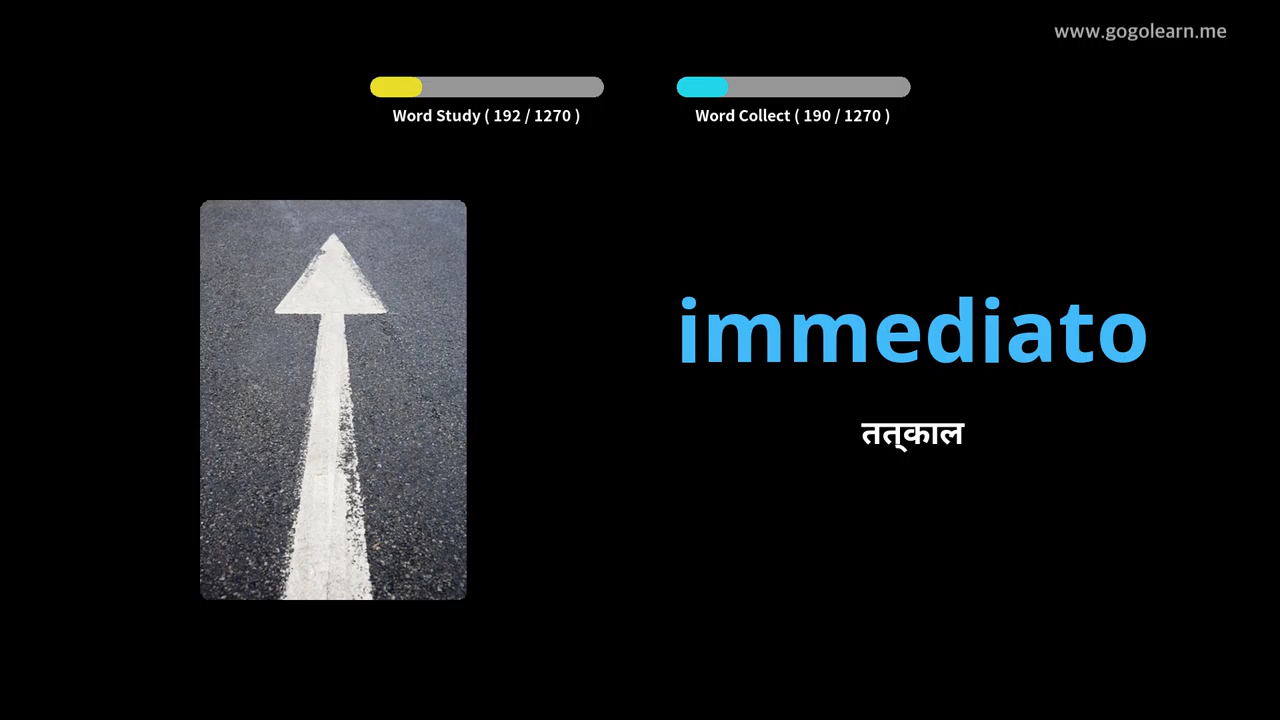 www.gogolearn.me
Word Study ( 192 / 1270 )
Word Collect ( 190 / 1270 )
immediato
तत्काल